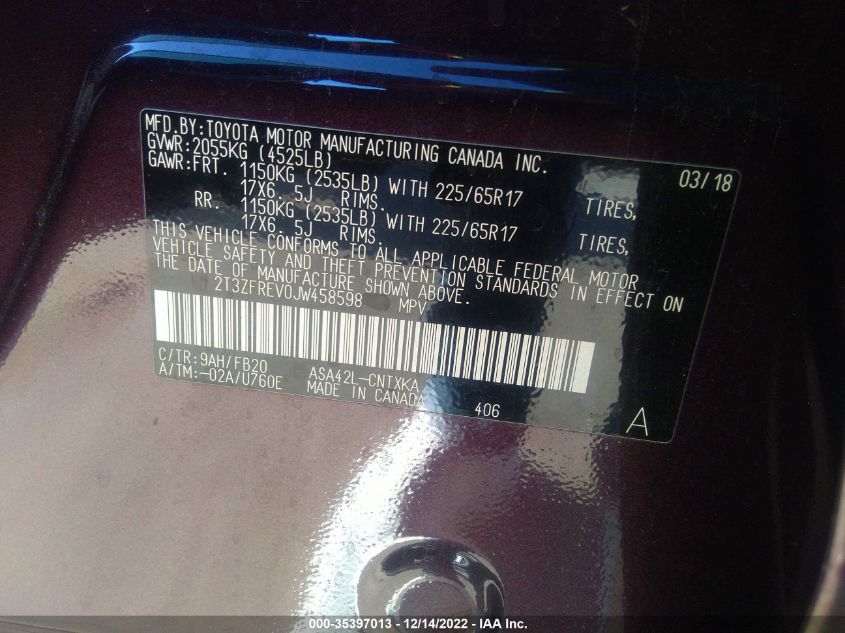 MFD.BY:TOYOTA MOTOR MANUFACTURING CANADA INC.
GVWR:2055KG (4525LB) 03/18
GAWR:FRT. 1150KG (2535LB) WITH 225/65R17 TIRES,
17X6.5J RIMS.
RR. 1150KG (2535LB) WITH 225/65R17 TIRES,
17X6.5J RIMS.
THIS VEHICLE CONFORMS TO ALL APPLICABLE FEDERAL MOTOR
VEHICLE SAFETY AND THEFT PREVENTION STANDARDS IN EFFECT ON
THE DATE OF MANUFACTURE SHOWN ABOVE.
2T3ZFREV0JW458598 MPV
C/TR:9AH/FB20 ASA42L-CNTXKA
A/TM:-02A/U760E MADE IN CANADA 406 A
000-35397013 - 12/14/2022 - IAA Inc.